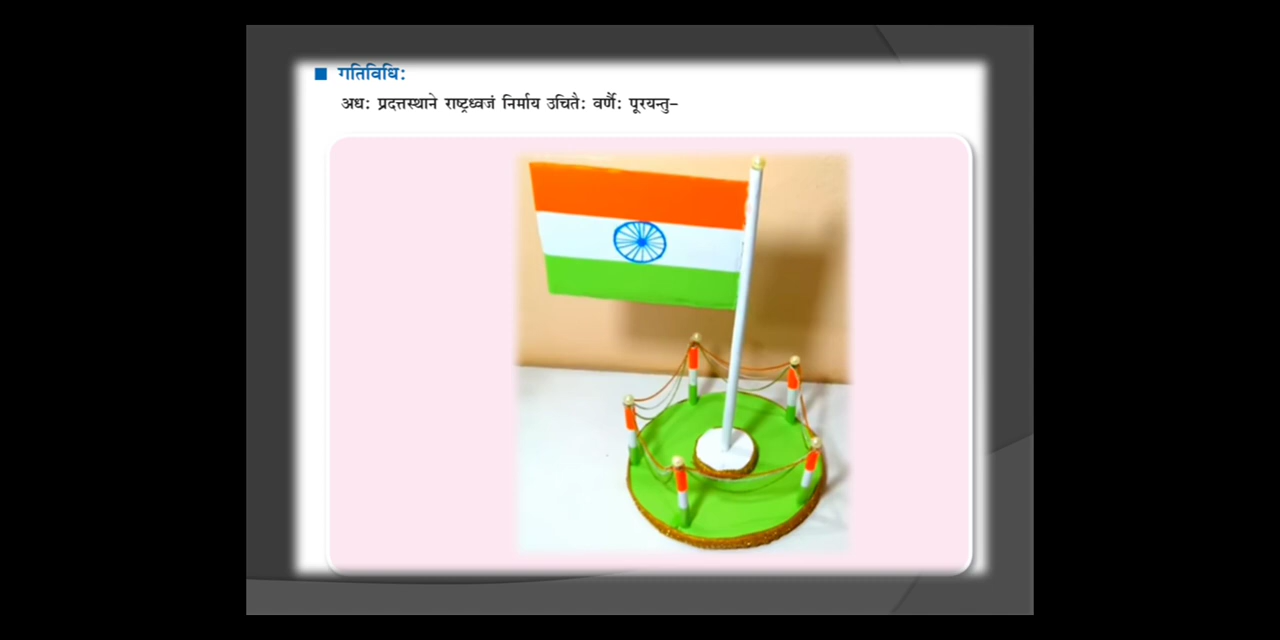 ■ गतिविधि:
अध: प्रदत्तस्थाने राष्ट्रध्वजं निर्माय उचितै: वर्णै: पूरयन्तु–